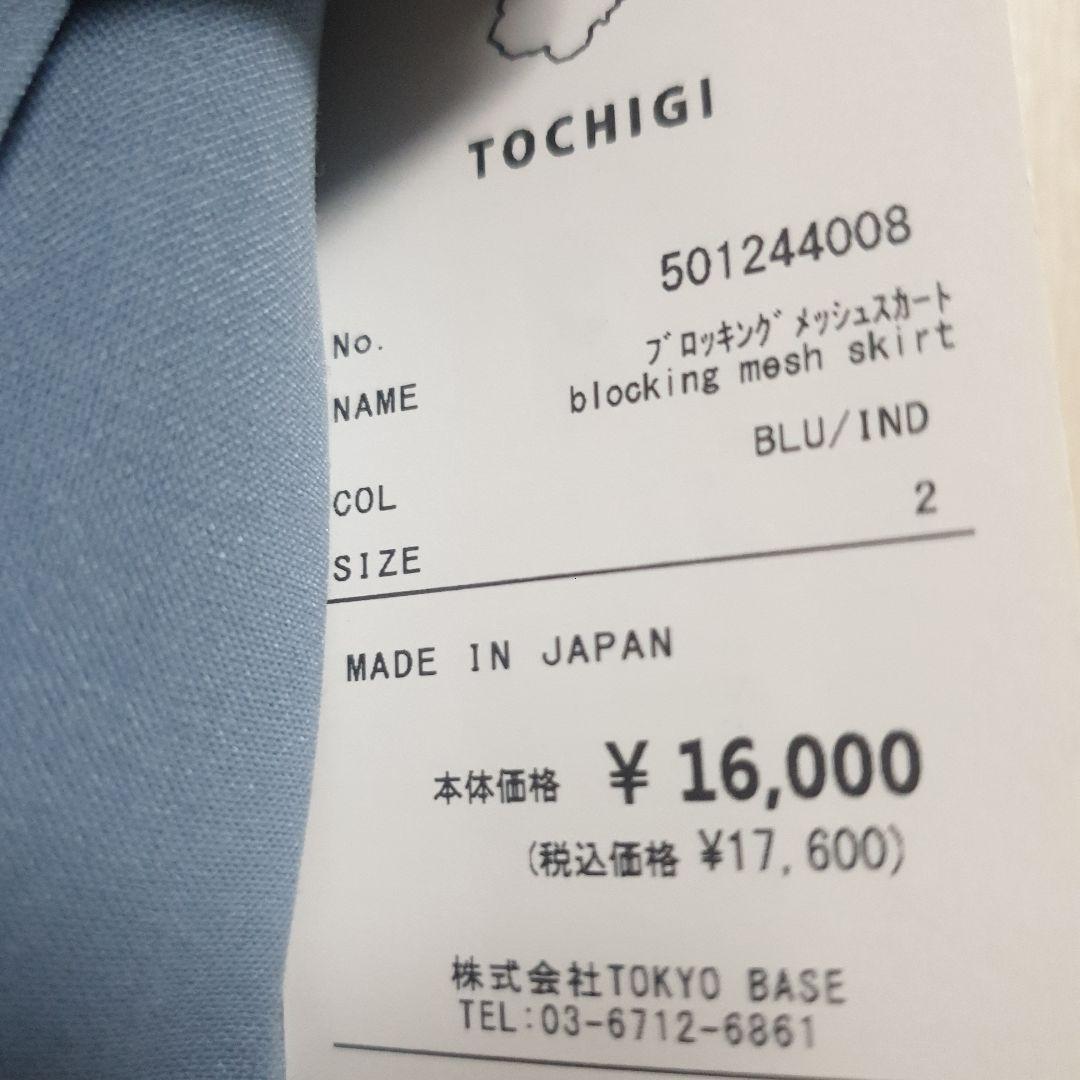 TOCHIGI
No. 501244008
ブロッキングメッシュスカート
NAME blocking mesh skirt
COL BLU/IND
SIZE 2
MADE IN JAPAN
本体価格 ¥ 16,000
(税込価格 ¥17,600)
株式会社TOKYO BASE
TEL:03-6712-6861